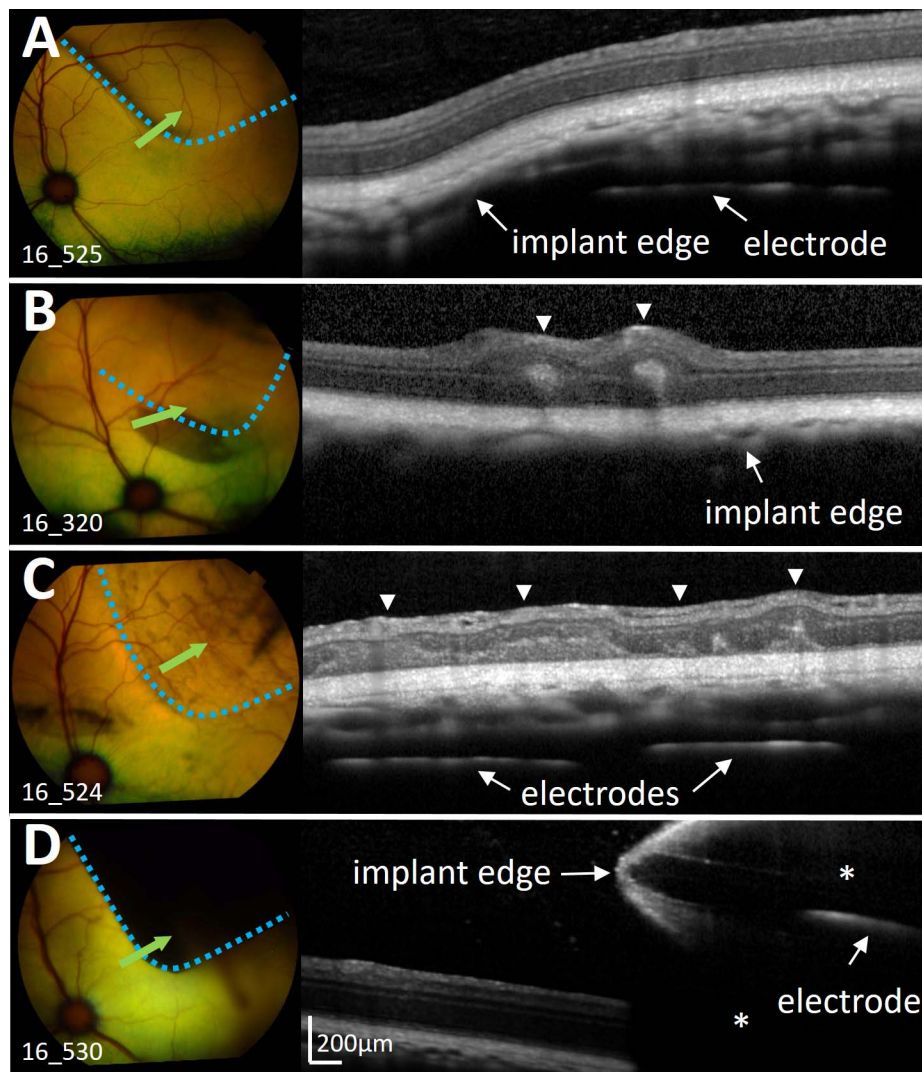 A
16_525
implant edge
electrode
B
16_320
implant edge
C
16_524
electrodes
D
16_530
implant edge
*
electrode
*
200µm